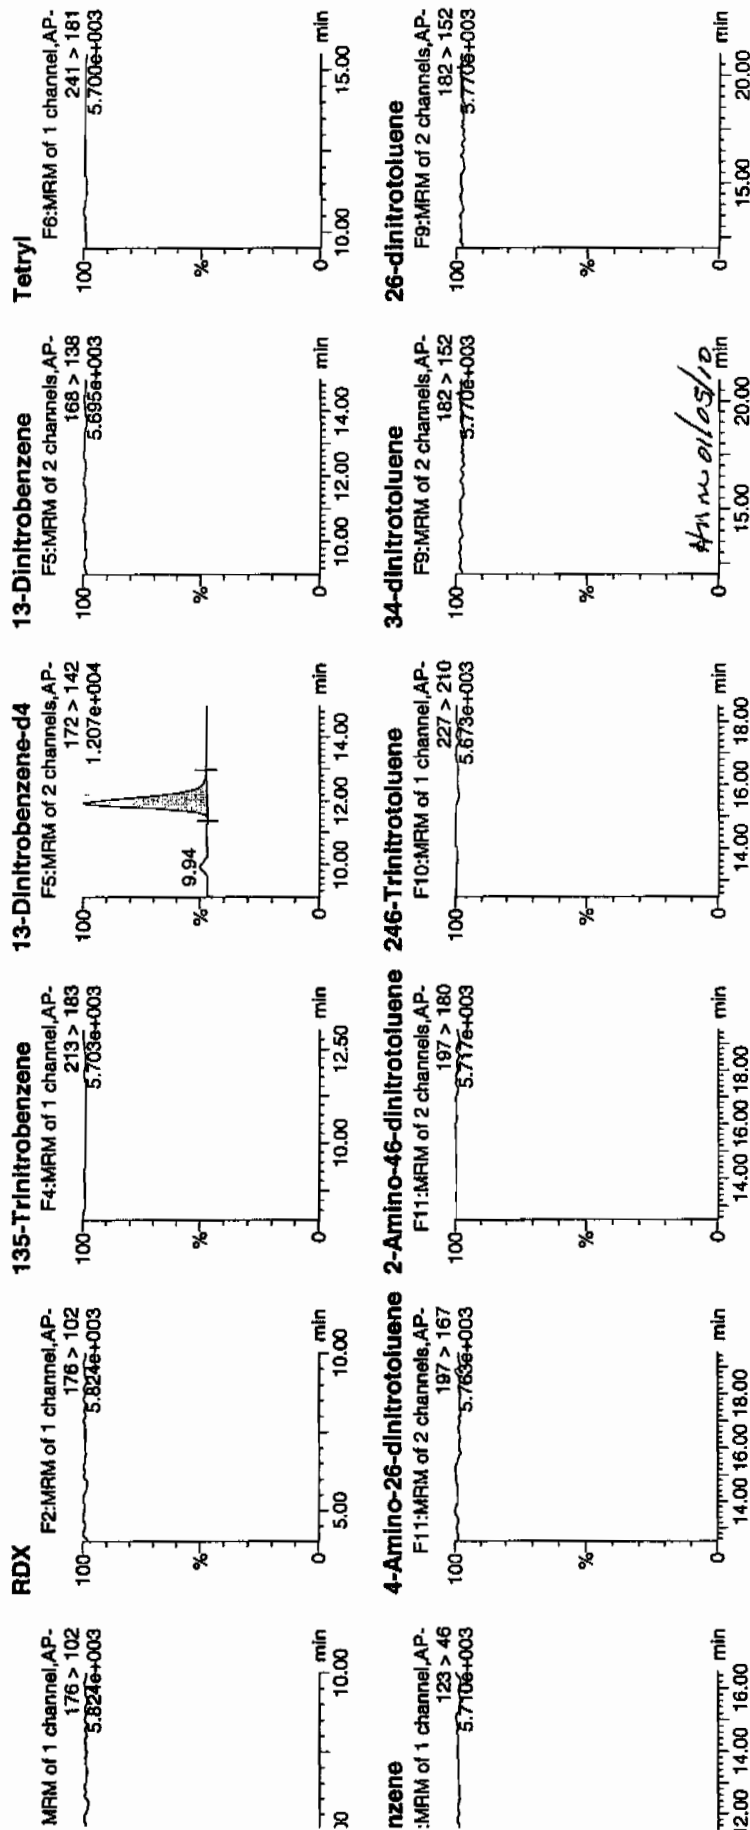 MRM of 1 channel,AP-
176 > 102
5.824e+003
10.00
min
RDX
F2:MRM of 1 channel,AP-
176 > 102
5.824e+003
100
%
0
5.00
10.00
min
135-Trinitrobenzene
F4:MRM of 1 channel,AP-
213 > 183
5.703e+003
100
%
0
10.00
12.50
min
13-Dinitrobenzene-d4
F5:MRM of 2 channels,AP-
172 > 142
1.207e+004
100
9.94
%
0
10.00
12.00
14.00
min
13-Dinitrobenzene
F5:MRM of 2 channels,AP-
168 > 138
5.695e+003
100
%
0
10.00
12.00
14.00
min
Tetryl
F6:MRM of 1 channel,AP-
241 > 181
5.700e+003
100
%
0
10.00
15.00
min
nzene
:MRM of 1 channel,AP-
123 > 46
5.710e+003
12.00
14.00
16.00
min
4-Amino-26-dinitrotoluene
F11:MRM of 2 channels,AP-
197 > 167
5.763e+003
100
%
0
14.00
16.00
18.00
min
2-Amino-46-dinitrotoluene
F11:MRM of 2 channels,AP-
197 > 180
5.717e+003
100
%
0
14.00
16.00
18.00
min
246-Trinitrotoluene
F10:MRM of 1 channel,AP-
227 > 210
5.673e+003
100
%
0
14.00
16.00
18.00
min
34-dinitrotoluene
F9:MRM of 2 channels,AP-
182 > 152
5.770e+003
100
%
01/05/10
0
15.00
20.00
min
26-dinitrotoluene
F9:MRM of 2 channels,AP-
182 > 152
5.770e+003
100
%
0
15.00
20.00
min